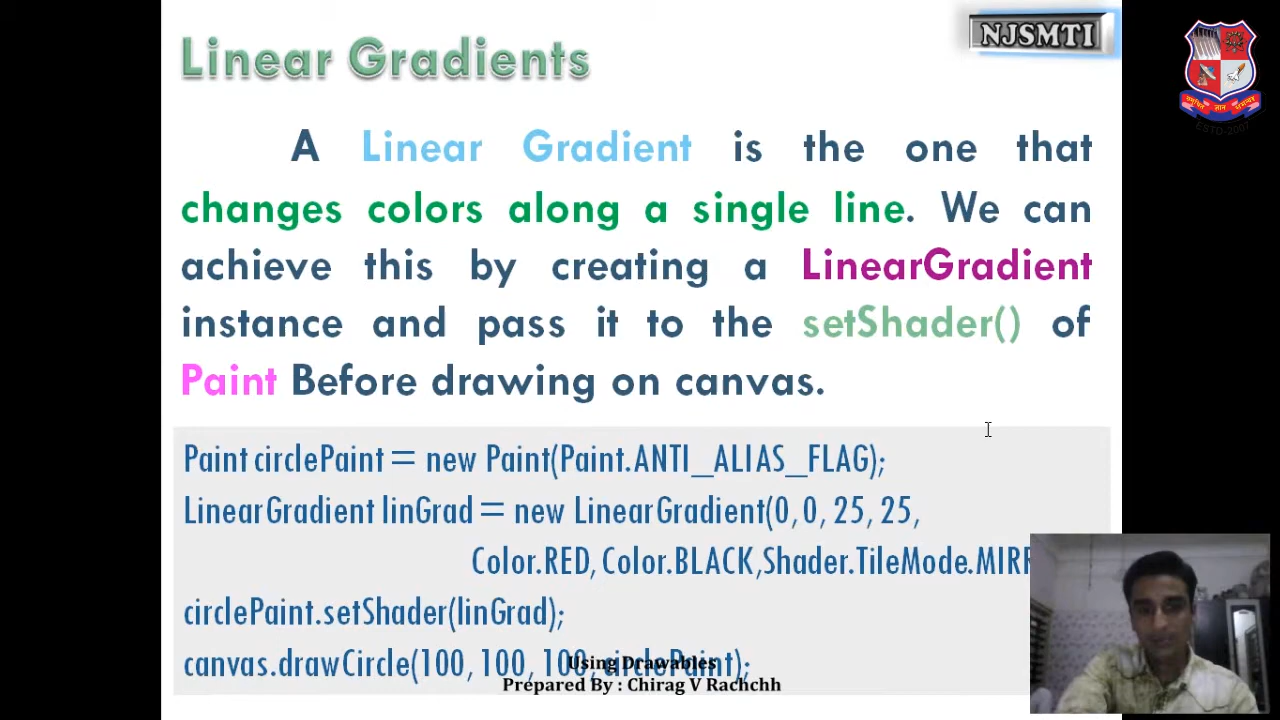 Linear Gradients
NJSMTI
A Linear Gradient is the one that
changes colors along a single line. We can
achieve this by creating a LinearGradient
instance and pass it to the setShader() of
Paint Before drawing on canvas.
Paint circlePaint = new Paint(Paint.ANTI_ALIAS_FLAG);
LinearGradient linGrad = new LinearGradient(0, 0, 25, 25,
Color.RED, Color.BLACK,Shader.TileMode.MIRR
circlePaint.setShader(linGrad);
canvas.drawCircle(100, 100, 100, circlePaint);
Using Drawables
Prepared By : Chirag V Rachchh
ESTD-2007